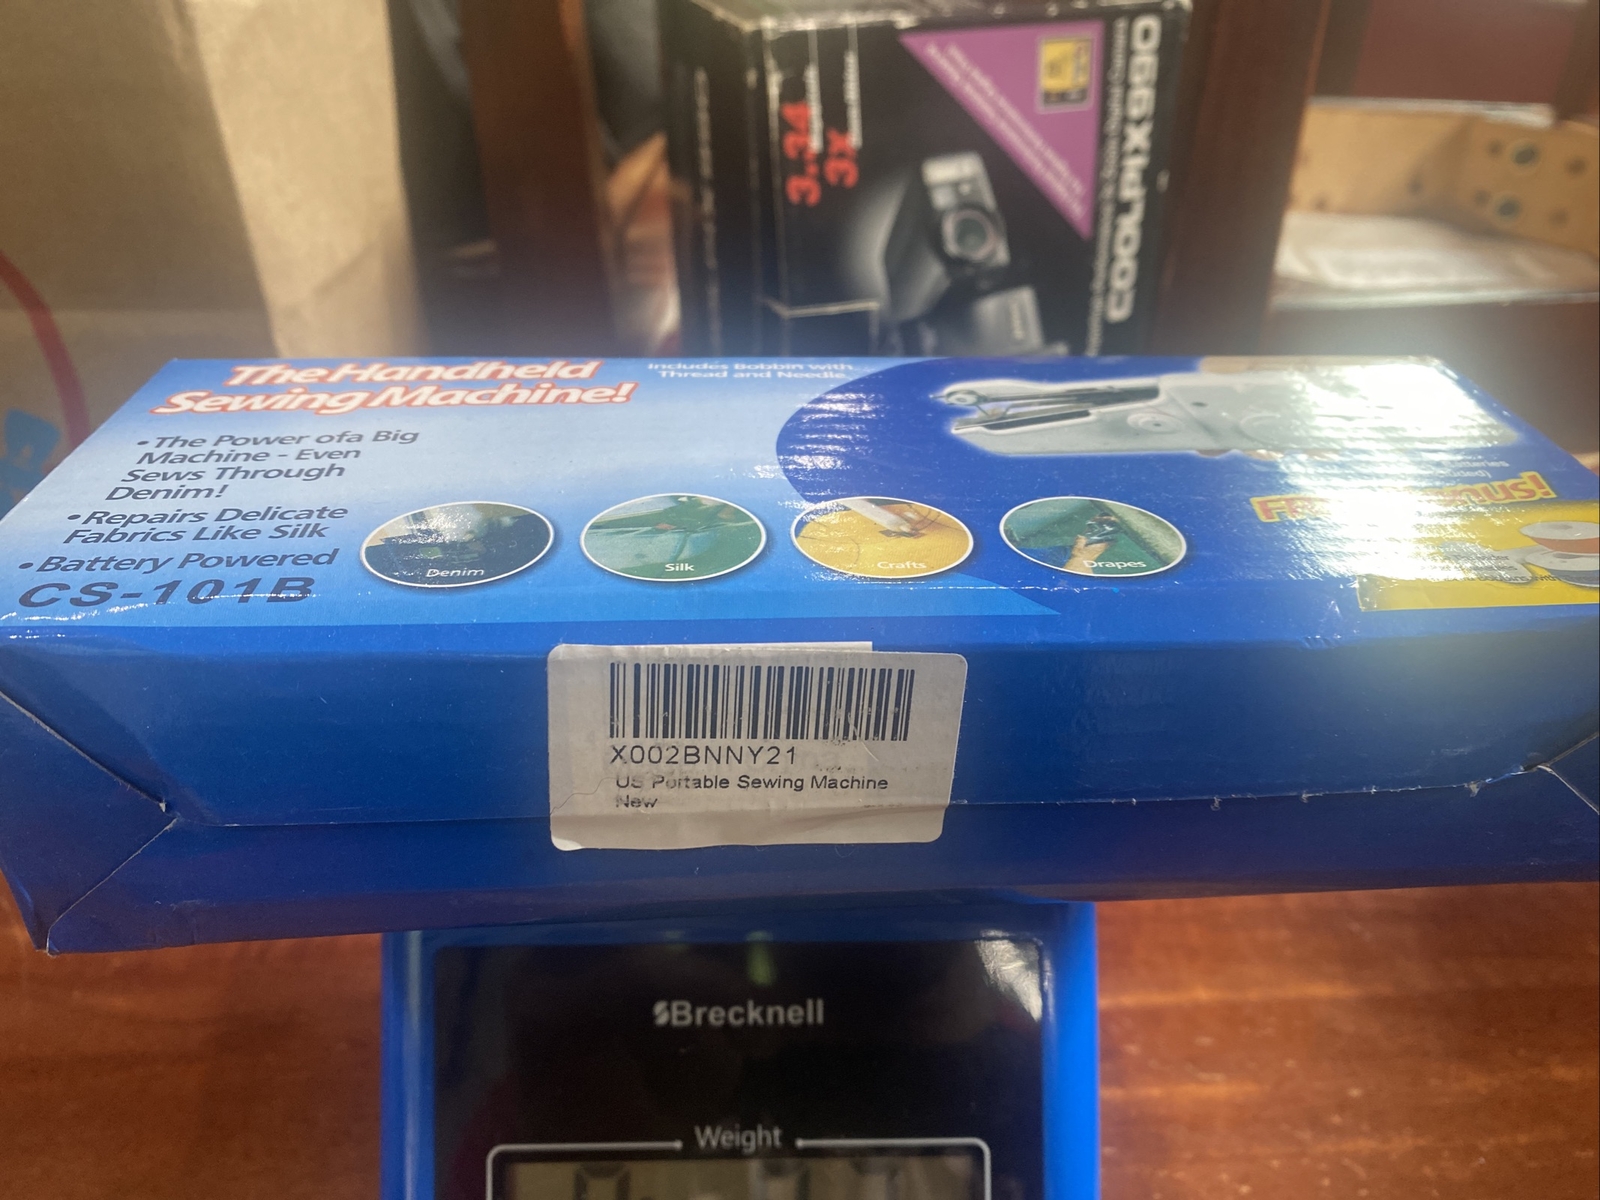 3.34
3x
COOLPIX990
The Handheld
Sewing Machine!
Includes Bobbin with
Thread and Needle
• The Power ofa Big
Machine - Even
Sews Through
Denim!
• Repairs Delicate
Fabrics Like Silk
• Battery Powered
CS-101B
Denim
Silk
Crafts
Drapes
X002BNNY21
US Portable Sewing Machine
New
Brecknell
Weight